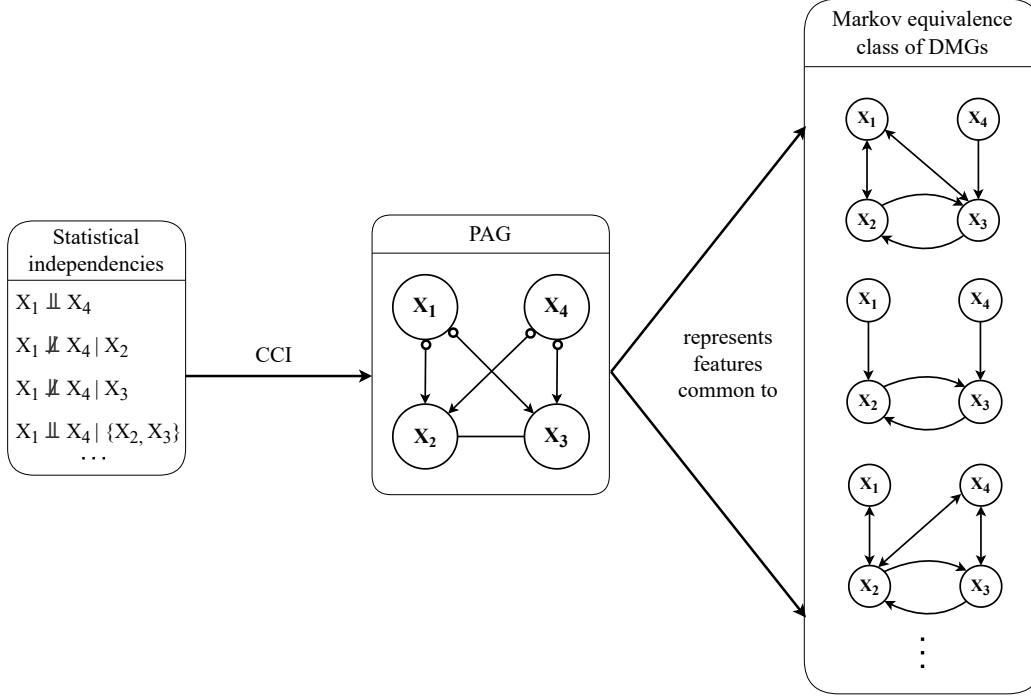 Statistical
independencies
X₁ ⫫ X₄
X₁ ⫫̸ X₄ | X₂
X₁ ⫫̸ X₄ | X₃
X₁ ⫫ X₄ | {X₂, X₃}
...
CCI
PAG
X₁ X₄
X₂ X₃
represents
features
common to
Markov equivalence
class of DMGs
X₁ X₄
X₂ X₃
X₁ X₄
X₂ X₃
X₁ X₄
X₂ X₃
⋮